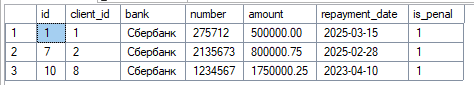 id client_id bank number amount repayment_date is_penal
1 1 1 Сбербанк 275712 500000.00 2025-03-15 1
2 7 2 Сбербанк 2135673 800000.75 2025-02-28 1
3 10 8 Сбербанк 1234567 1750000.25 2023-04-10 1